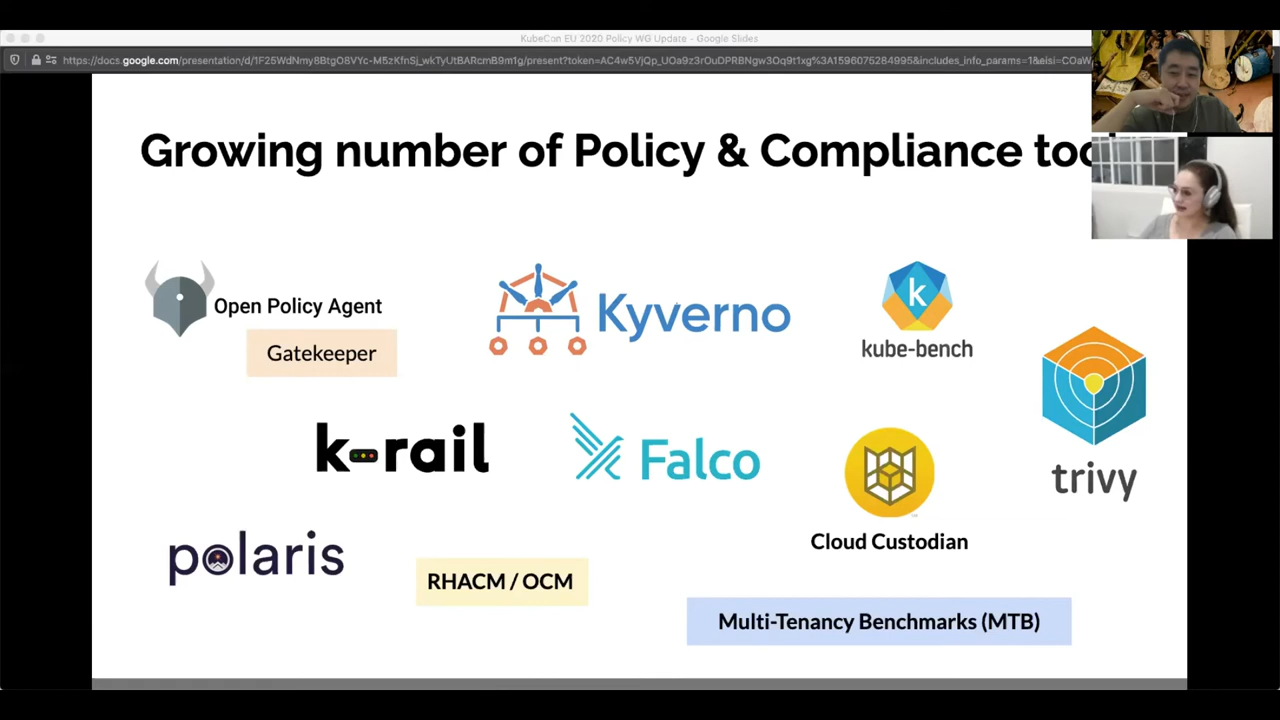 KubeCon EU 2020 Policy WG Update - Google Slides
Growing number of Policy & Compliance
Open Policy Agent
Gatekeeper
Kyverno
k
kube-bench
k-rail
Falco
Cloud Custodian
trivy
polaris
RHACM / OCM
Multi-Tenancy Benchmarks (MTB)